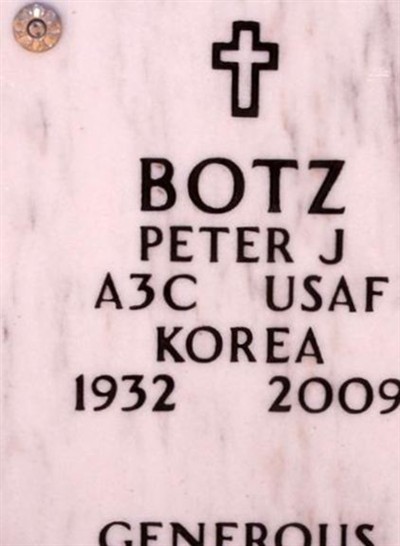 BOTZ
PETER J
A3C USAF
KOREA
1932 2009
GENEROUS